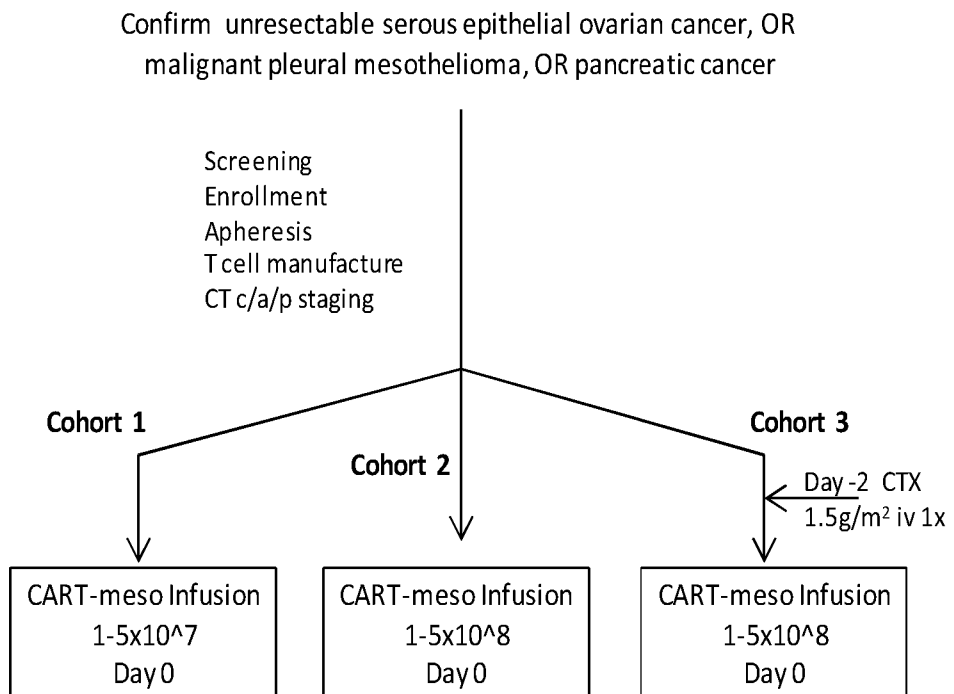 Confirm unresectable serous epithelial ovarian cancer, OR
malignant pleural mesothelioma, OR pancreatic cancer
Screening
Enrollment
Apheresis
T cell manufacture
CT c/a/p staging
Cohort 1
Cohort 2
Cohort 3
Day -2 CTX
1.5g/m² iv 1x
CART-meso Infusion
1-5x10^7
Day 0
CART-meso Infusion
1-5x10^8
Day 0
CART-meso Infusion
1-5x10^8
Day 0